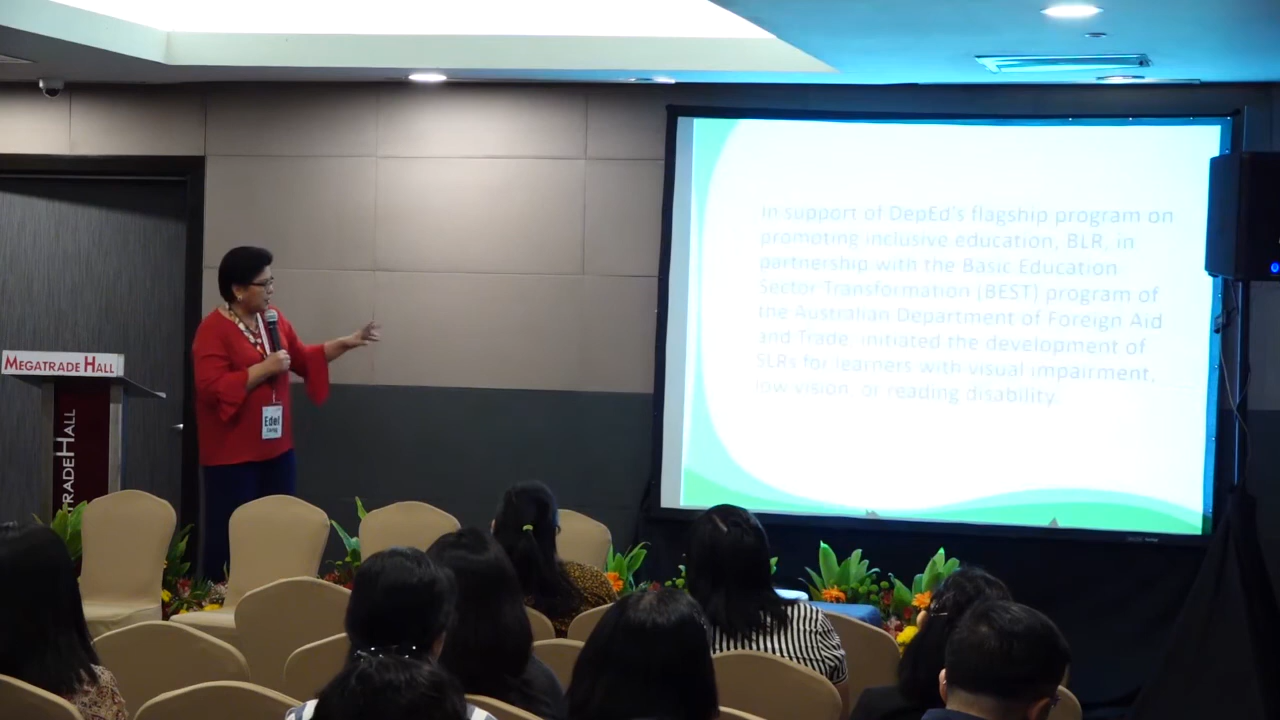 In support of DepEd's flagship program on
promoting inclusive education, BLR, in
partnership with the Basic Education
Sector Transformation (BEST) program of
the Australian Department of Foreign Aid
and Trade initiated the development of
SLRs for learners with visual impairment,
low vision or reading disability.
MEGATRADE HALL
TRADEHALL
Edel